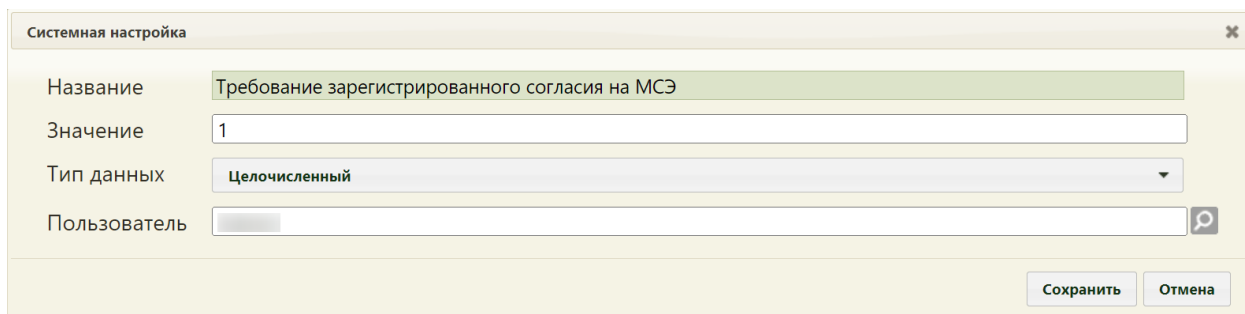 Системная настройка
Название Требование зарегистрированного согласия на МСЭ
Значение 1
Тип данных Целочисленный
Пользователь
Сохранить Отмена